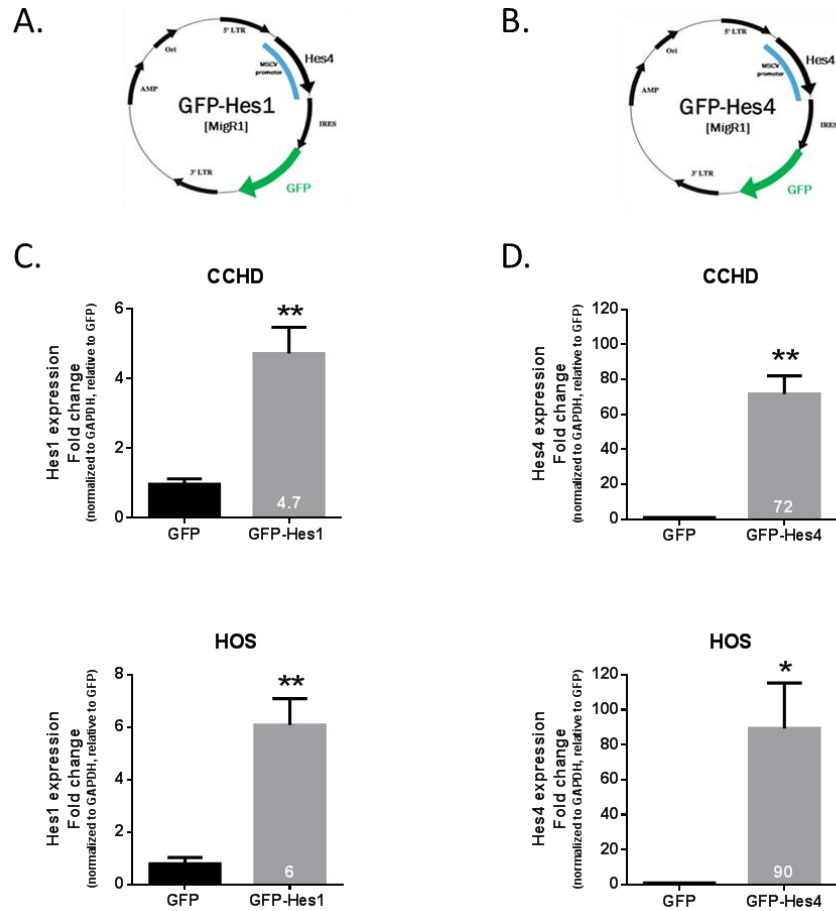 A.
5' LTR
Hes4
MSCV
promoter
Ori
AMP
GFP-Hes1
[MigR1]
IRES
3' LTR
GFP
B.
5' LTR
Hes4
MSCV
promoter
Ori
AMP
GFP-Hes4
[MigR1]
IRES
3' LTR
GFP
C.
CCHD
Hes1 expression
Fold change
(normalized to GAPDH, relative to GFP)
6
4
2
0
**
4.7
GFP
GFP-Hes1
HOS
Hes1 expression
Fold change
(normalized to GAPDH, relative to GFP)
8
6
4
2
0
**
6
GFP
GFP-Hes1
D.
CCHD
Hes4 expression
Fold change
(normalized to GAPDH, relative to GFP)
120
100
80
60
40
20
0
**
72
GFP
GFP-Hes4
HOS
Hes4 expression
Fold change
(normalized to GAPDH, relative to GFP)
120
100
80
60
40
20
0
*
90
GFP
GFP-Hes4